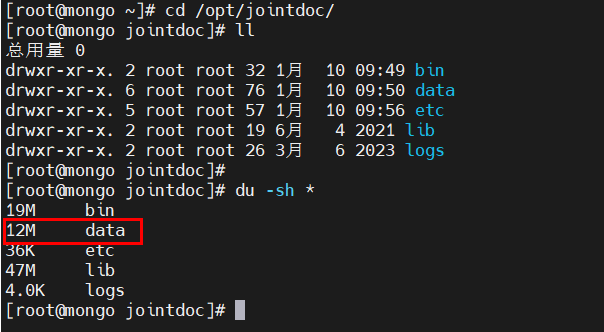 [root@mongo ~]# cd /opt/jointdoc/
[root@mongo jointdoc]# ll
总用量 0
drwxr-xr-x. 2 root root 32 1月  10 09:49 bin
drwxr-xr-x. 6 root root 76 1月  10 09:50 data
drwxr-xr-x. 5 root root 57 1月  10 09:56 etc
drwxr-xr-x. 2 root root 19 6月   4 2021 lib
drwxr-xr-x. 2 root root 26 3月   6 2023 logs
[root@mongo jointdoc]#
[root@mongo jointdoc]# du -sh *
19M     bin
12M     data
36K     etc
47M     lib
4.0K    logs
[root@mongo jointdoc]#